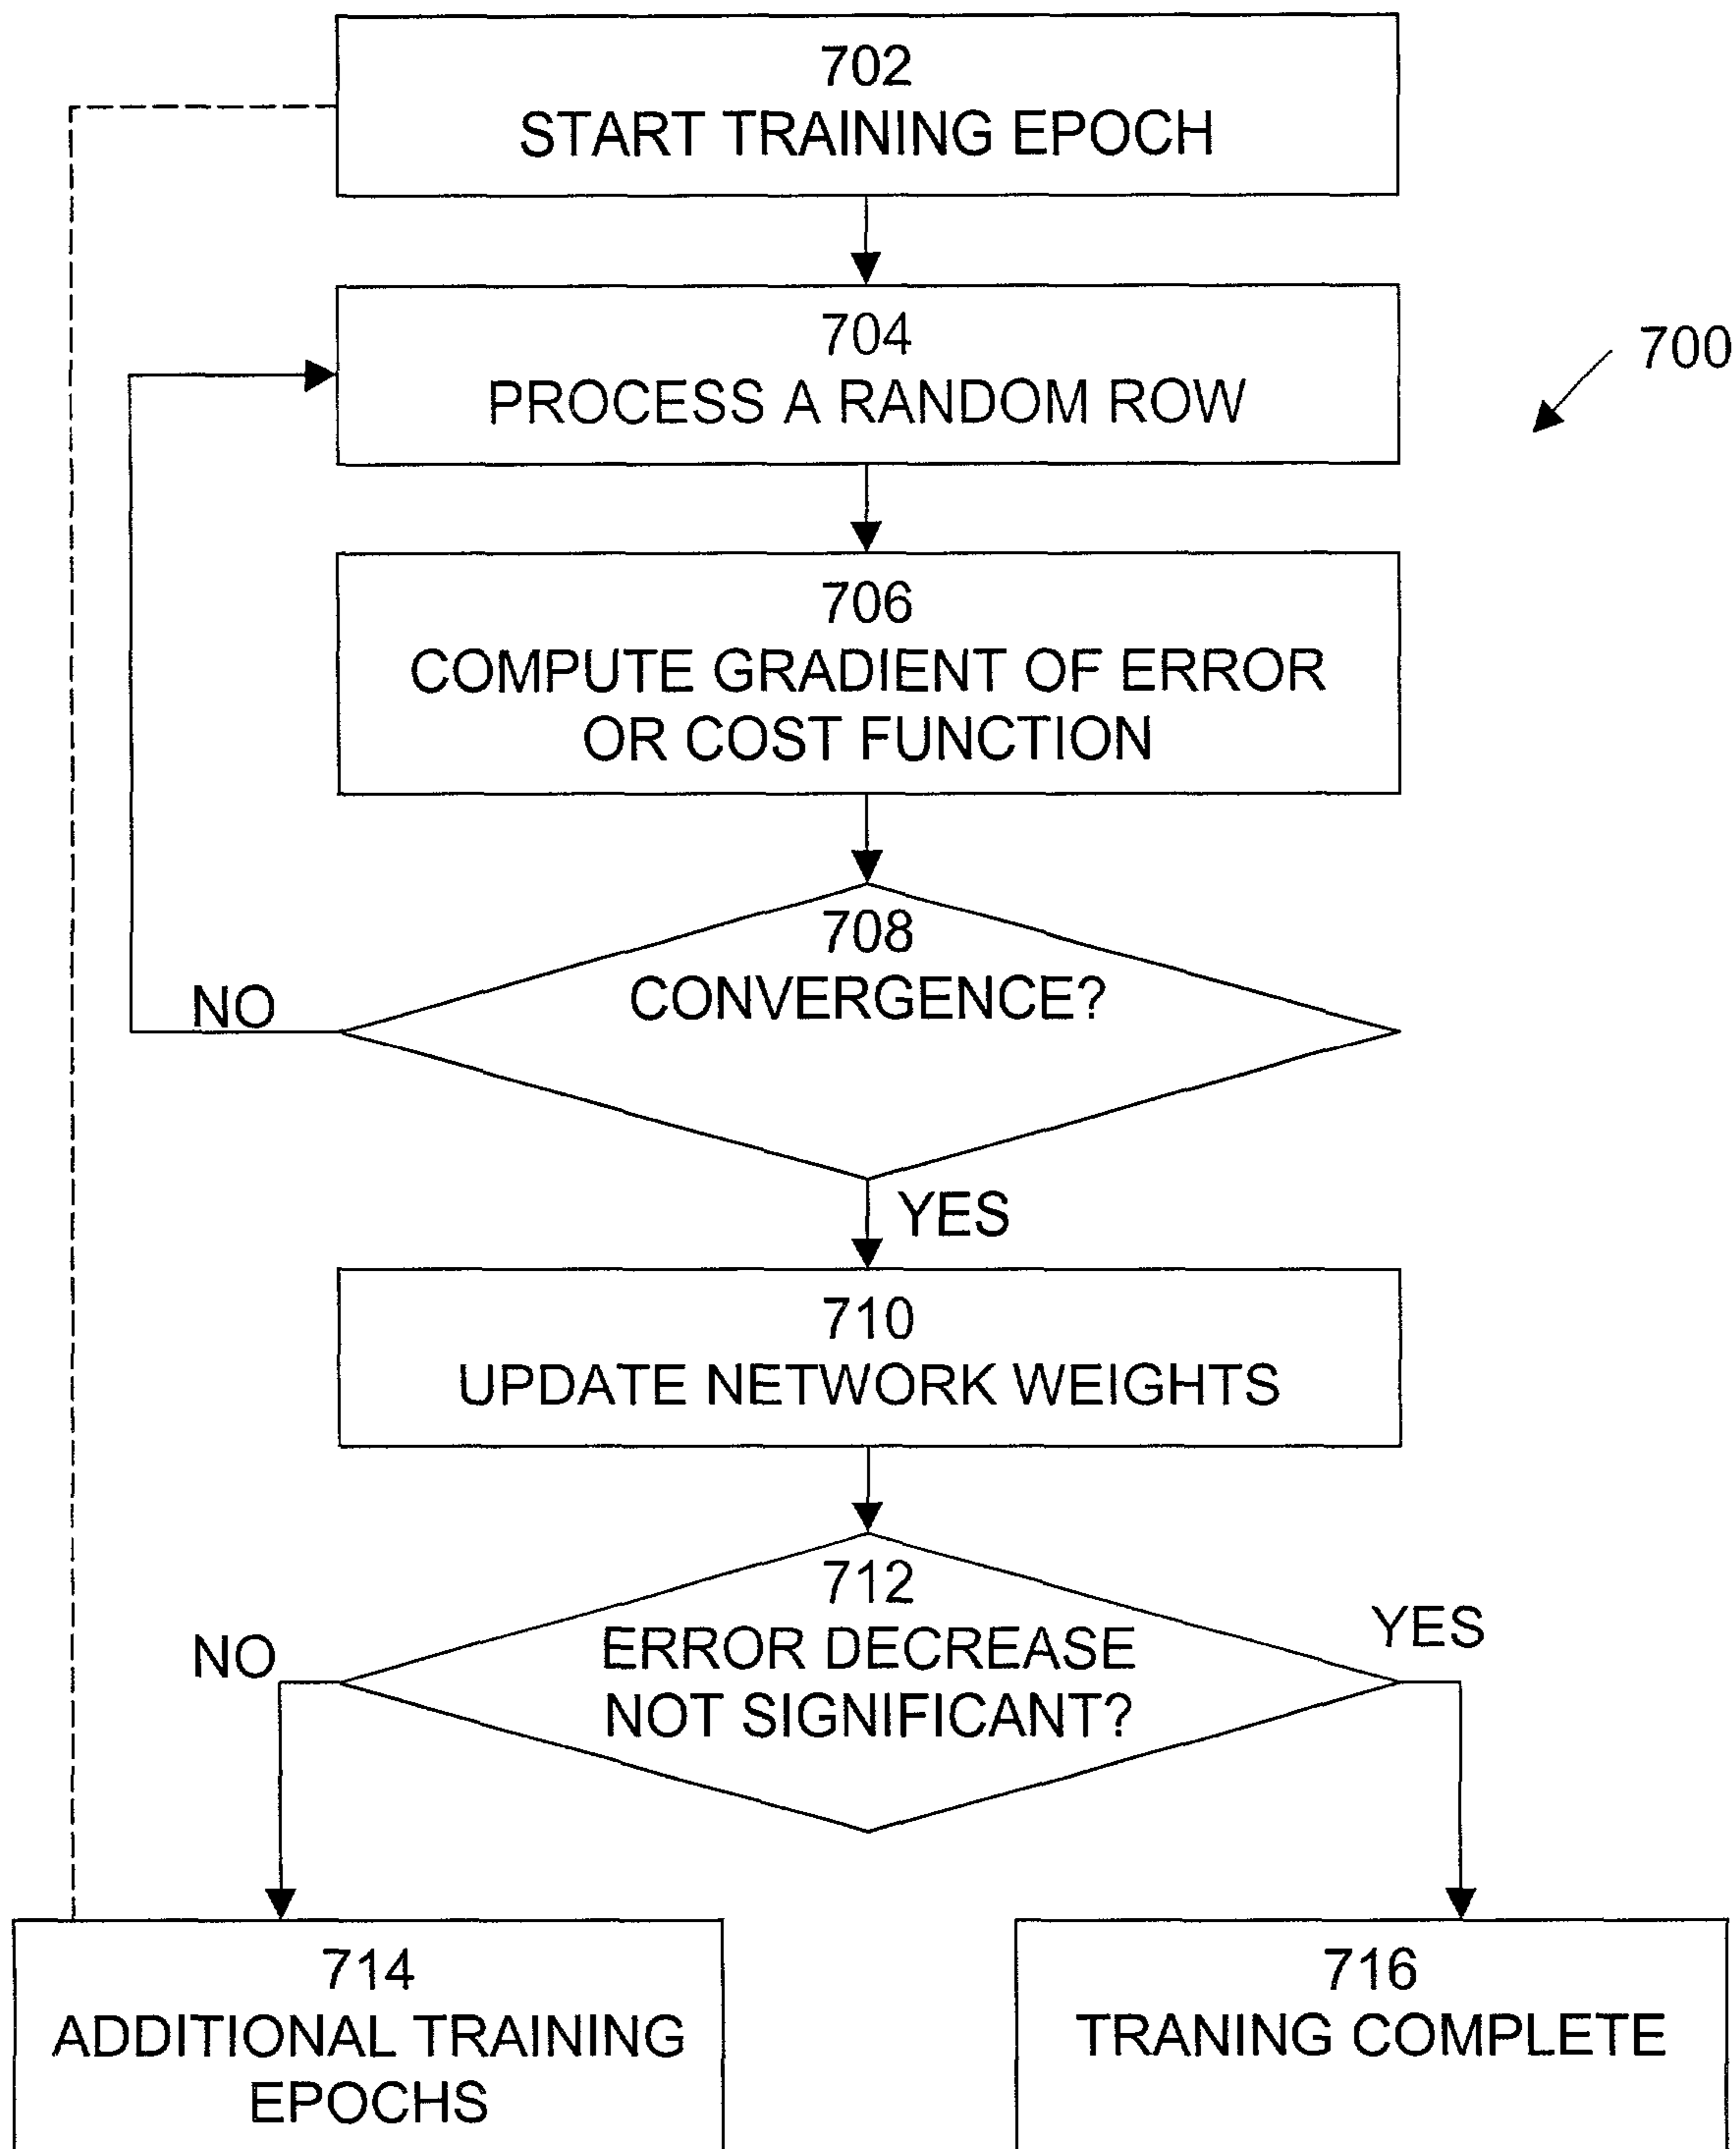 702
START TRAINING EPOCH
704
PROCESS A RANDOM ROW
700
706
COMPUTE GRADIENT OF ERROR
OR COST FUNCTION
708
CONVERGENCE?
NO
YES
710
UPDATE NETWORK WEIGHTS
712
ERROR DECREASE
NOT SIGNIFICANT?
NO
YES
714
ADDITIONAL TRAINING
EPOCHS
716
TRANING COMPLETE